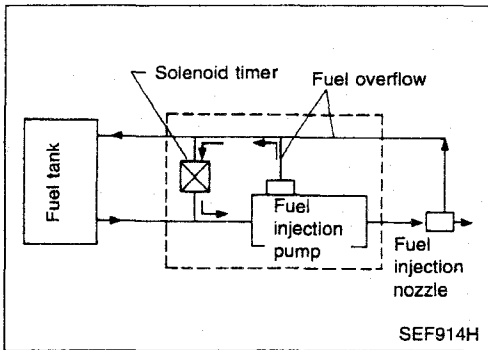 Solenoid timer
Fuel overflow
Fuel tank
Fuel
injection
pump
Fuel
injection
nozzle
SEF914H